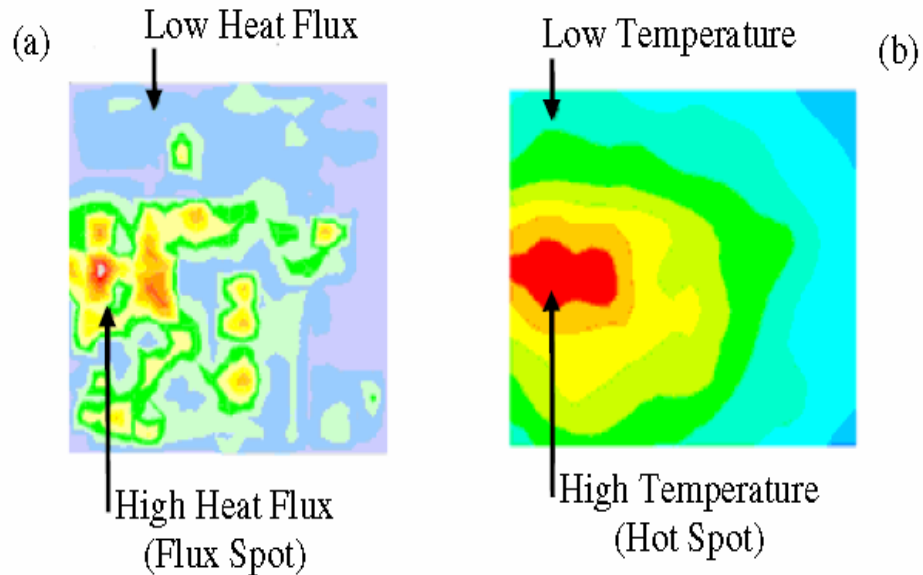 (a)
Low Heat Flux
Low Temperature
(b)
High Heat Flux
(Flux Spot)
High Temperature
(Hot Spot)